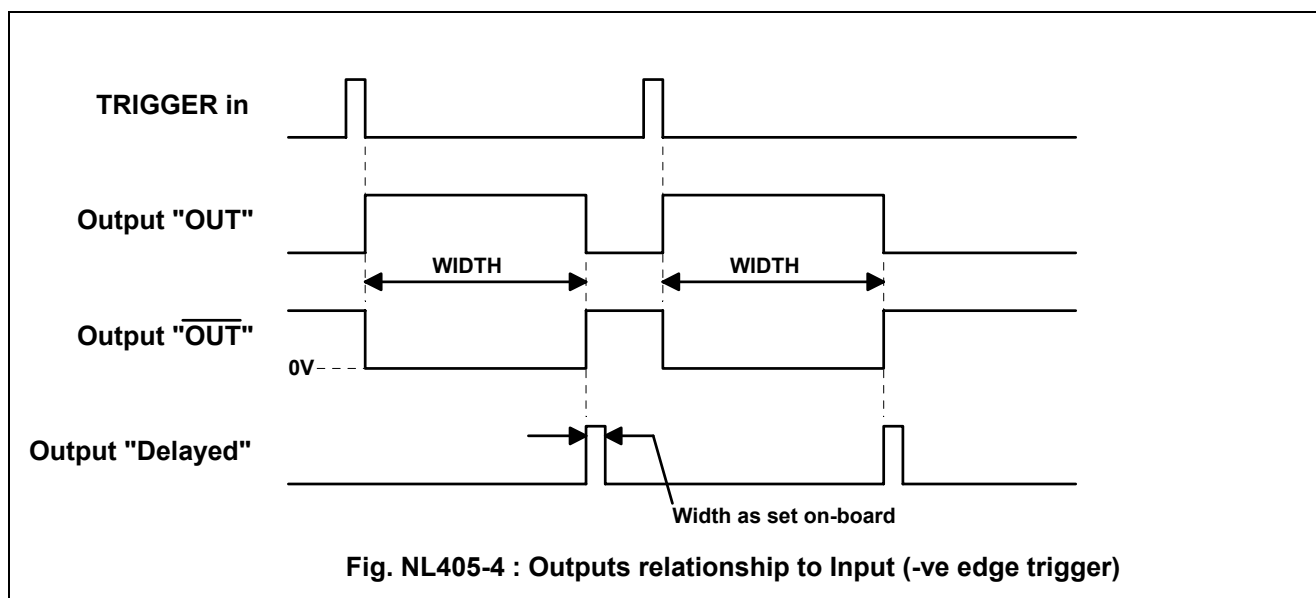 TRIGGER in
Output "OUT"
WIDTH WIDTH
Output "O̅U̅T̅"
0V
Output "Delayed"
Width as set on-board
Fig. NL405-4 : Outputs relationship to Input (-ve edge trigger)